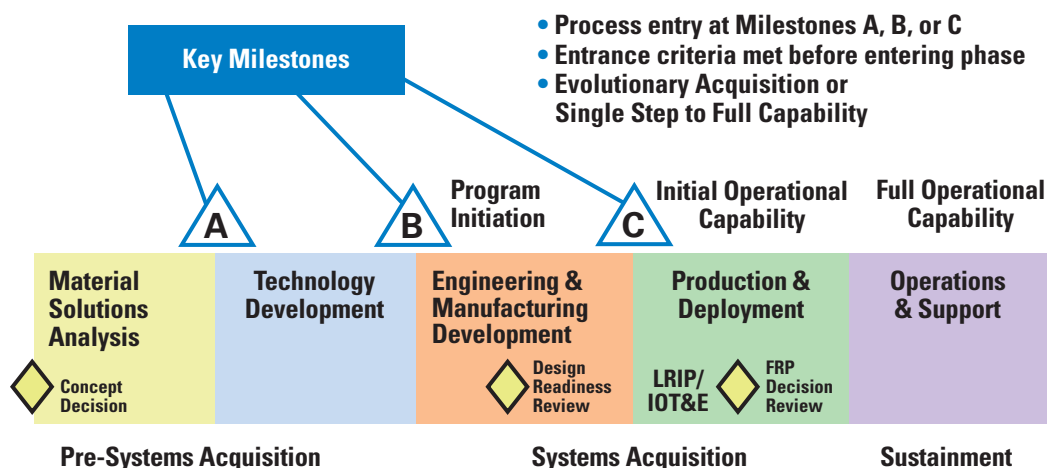 Key Milestones
• Process entry at Milestones A, B, or C
• Entrance criteria met before entering phase
• Evolutionary Acquisition or
Single Step to Full Capability
A
B
Program
Initiation
C
Initial Operational
Capability
Full Operational
Capability
Material
Solutions
Analysis
Technology
Development
Engineering &
Manufacturing
Development
Production &
Deployment
Operations
& Support
Concept
Decision
Design
Readiness
Review
LRIP/
IOT&E
FRP
Decision
Review
Pre-Systems Acquisition
Systems Acquisition
Sustainment